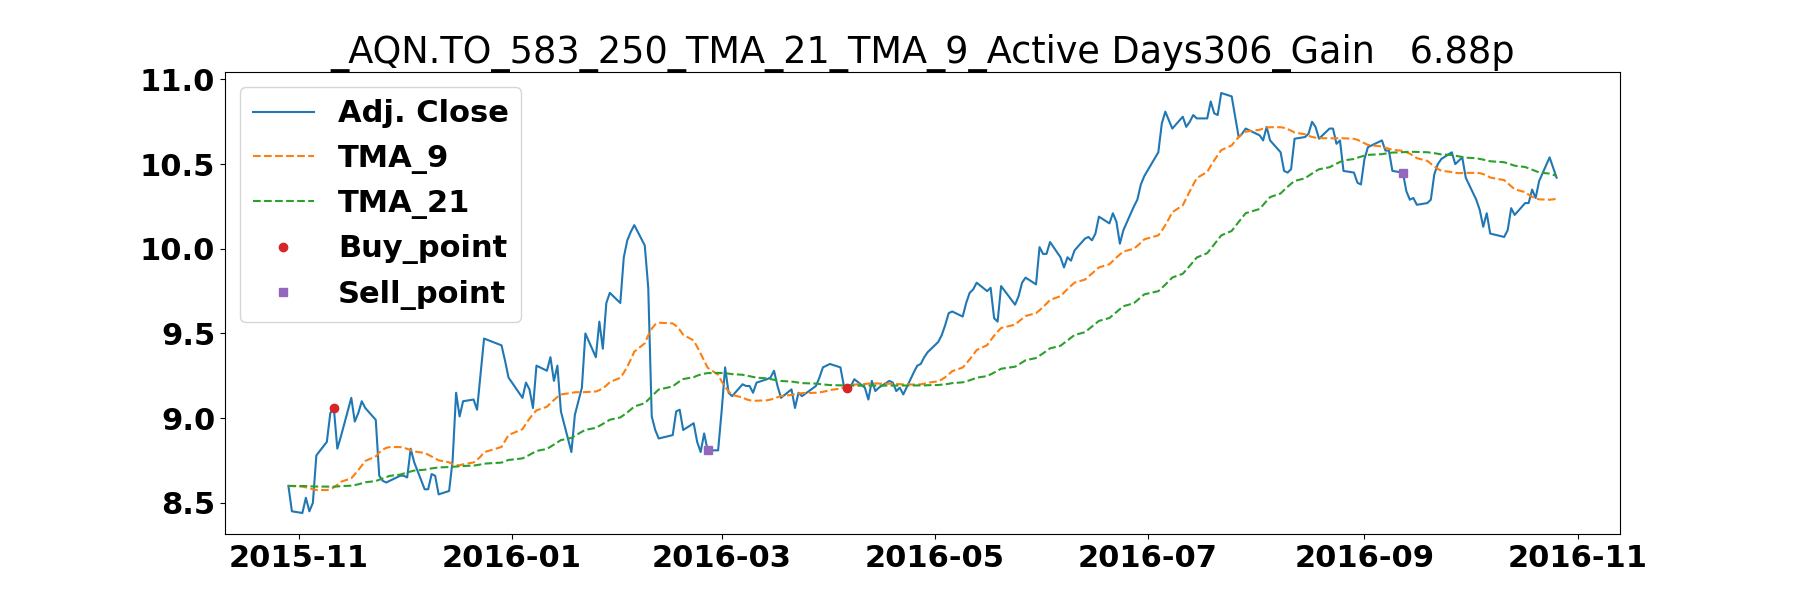 _AQN.TO_583_250_TMA_21_TMA_9_Active Days306_Gain   6.88p
11.0
10.5
10.0
9.5
9.0
8.5
Adj. Close
TMA_9
TMA_21
Buy_point
Sell_point
2015-11 2016-01 2016-03 2016-05 2016-07 2016-09 2016-11